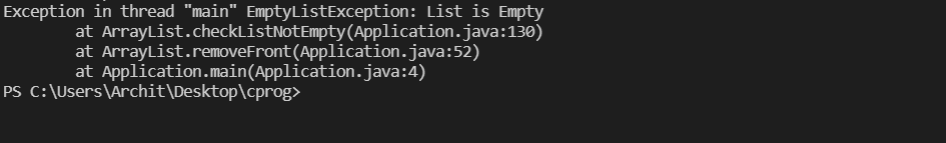 Exception in thread "main" EmptyListException: List is Empty
        at ArrayList.checkListNotEmpty(Application.java:130)
        at ArrayList.removeFront(Application.java:52)
        at Application.main(Application.java:4)
PS C:\Users\Archit\Desktop\cprog>